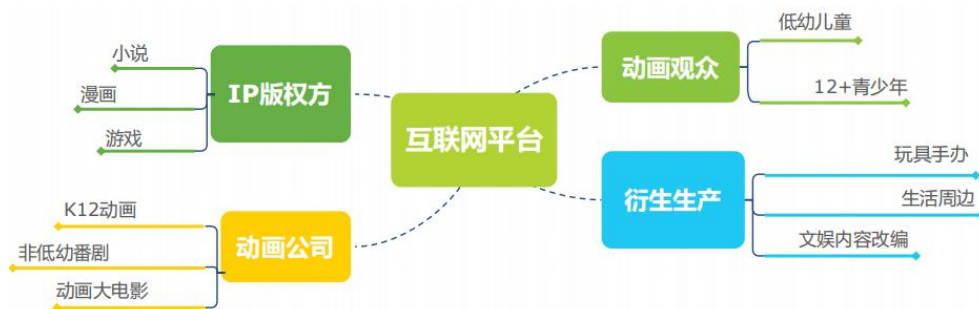 互联网平台
IP版权方
小说
漫画
游戏
动画公司
K12动画
非低幼番剧
动画大电影
动画观众
低幼儿童
12+青少年
衍生生产
玩具手办
生活周边
文娱内容改编